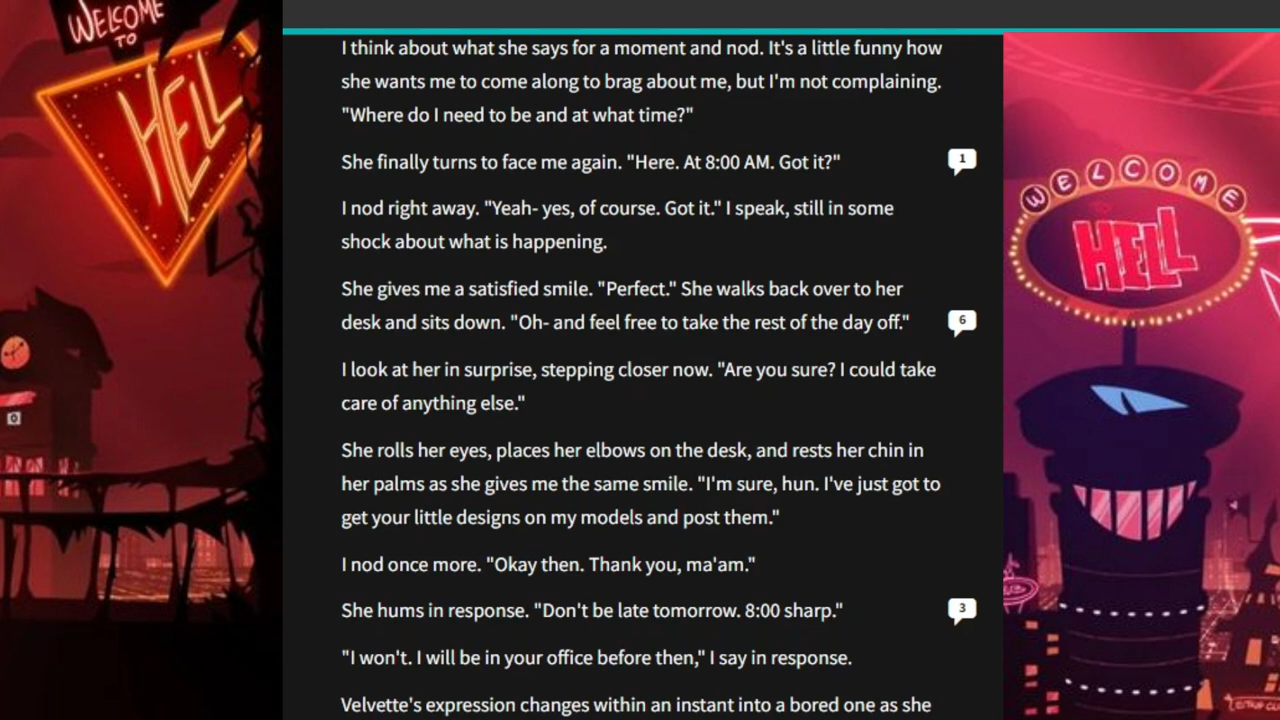 WELCOME
TO
HELL
I think about what she says for a moment and nod. It's a little funny how
she wants me to come along to brag about me, but I'm not complaining.
"Where do I need to be and at what time?"
She finally turns to face me again. "Here. At 8:00 AM. Got it?"
1
I nod right away. "Yeah- yes, of course. Got it." I speak, still in some
shock about what is happening.
She gives me a satisfied smile. "Perfect." She walks back over to her
desk and sits down. "Oh- and feel free to take the rest of the day off."
6
I look at her in surprise, stepping closer now. "Are you sure? I could take
care of anything else."
She rolls her eyes, places her elbows on the desk, and rests her chin in
her palms as she gives me the same smile. "I'm sure, hun. I've just got to
get your little designs on my models and post them."
I nod once more. "Okay then. Thank you, ma'am."
She hums in response. "Don't be late tomorrow. 8:00 sharp."
3
"I won't. I will be in your office before then," I say in response.
Velvette's expression changes within an instant into a bored one as she
WELCOME
HELL